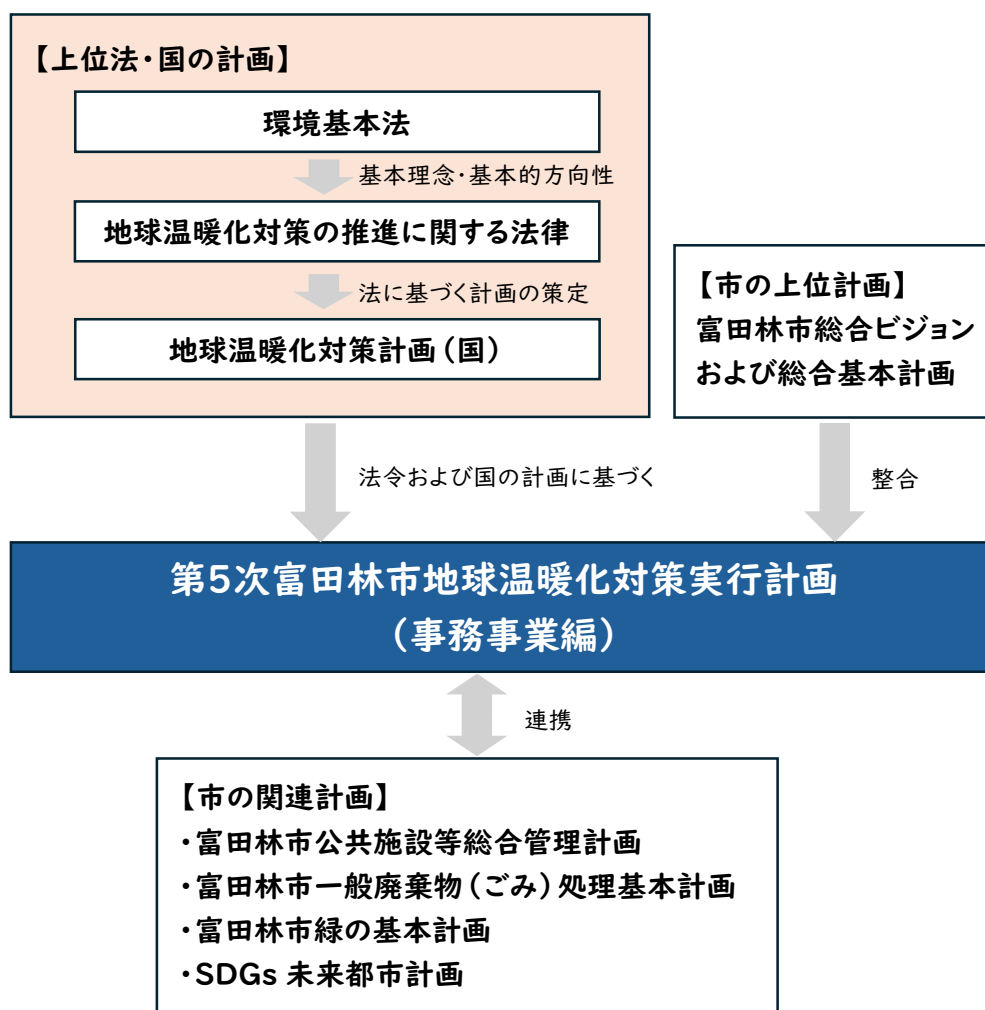 【上位法・国の計画】
環境基本法
基本理念・基本的方向性
地球温暖化対策の推進に関する法律
法に基づく計画の策定
地球温暖化対策計画（国）
【市の上位計画】
富田林市総合ビジョン
および総合基本計画
法令および国の計画に基づく
整合
第5次富田林市地球温暖化対策実行計画
（事務事業編）
連携
【市の関連計画】
・富田林市公共施設等総合管理計画
・富田林市一般廃棄物（ごみ）処理基本計画
・富田林市緑の基本計画
・SDGs 未来都市計画